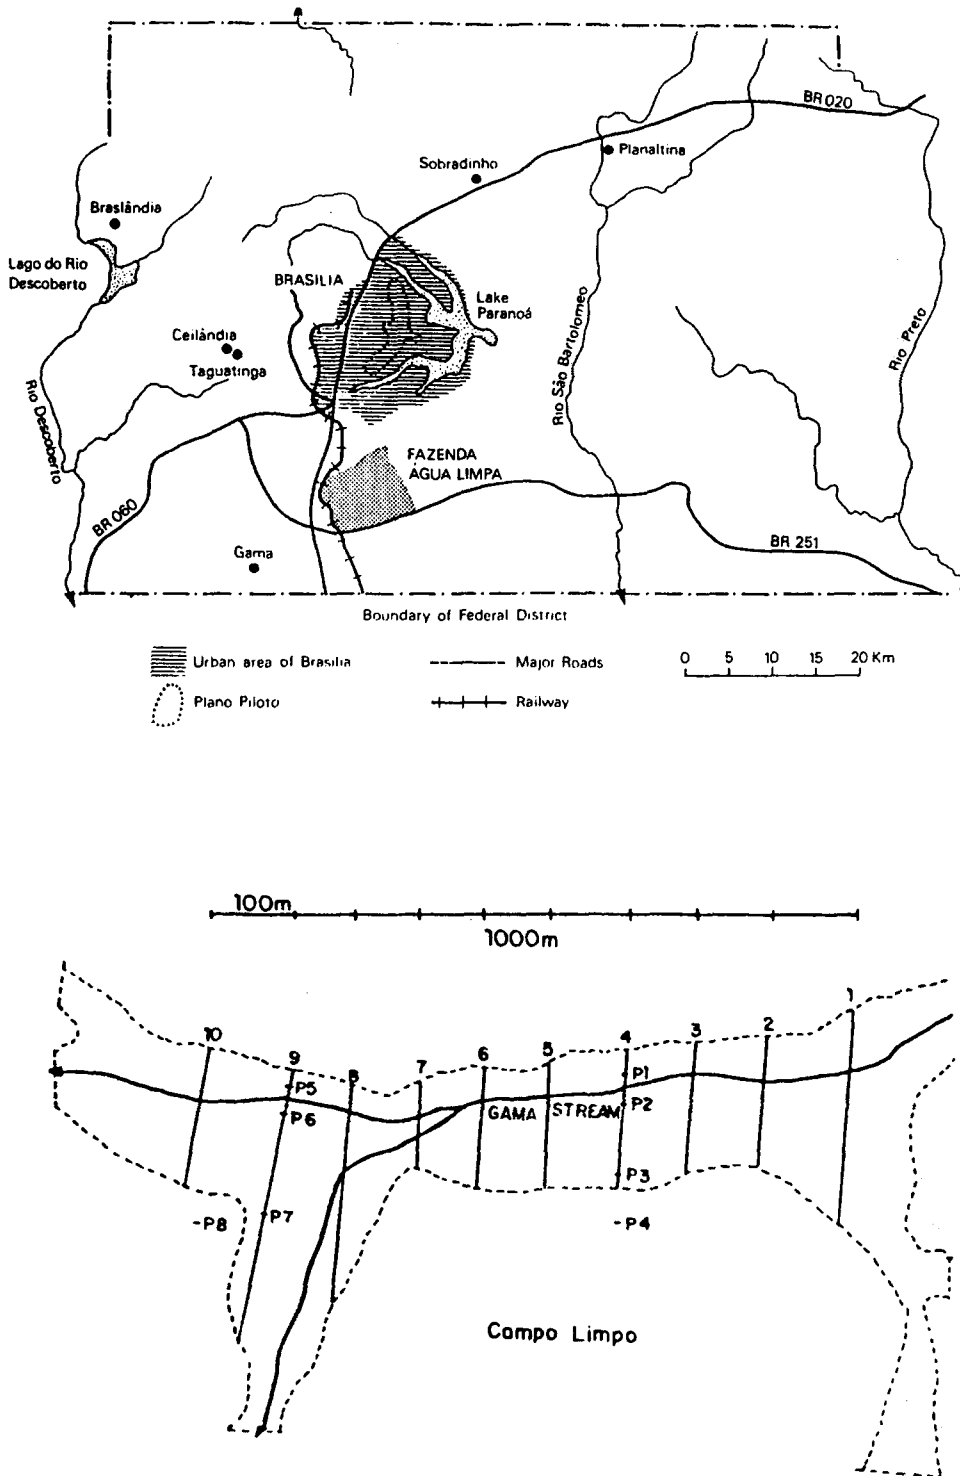 BR 020
Planaltina
Sobradinho
Braslândia
Lago do Rio
Descoberto
BRASILIA
Lake
Paranoá
Ceilândia
Taguatinga
Rio Descoberto
Rio São Bartolomeo
Rio Preto
FAZENDA
ÁGUA LIMPA
BR 060
BR 251
Gama
Boundary of Federal District
Urban area of Brasilia
Major Roads
0 5 10 15 20 Km
Plano Piloto
Railway
100m
1000m
1
10
9
8
7
6
5
4
3
2
P1
P5
P6
GAMA STREAM
P2
P3
P7
P8
P4
Campo Limpo